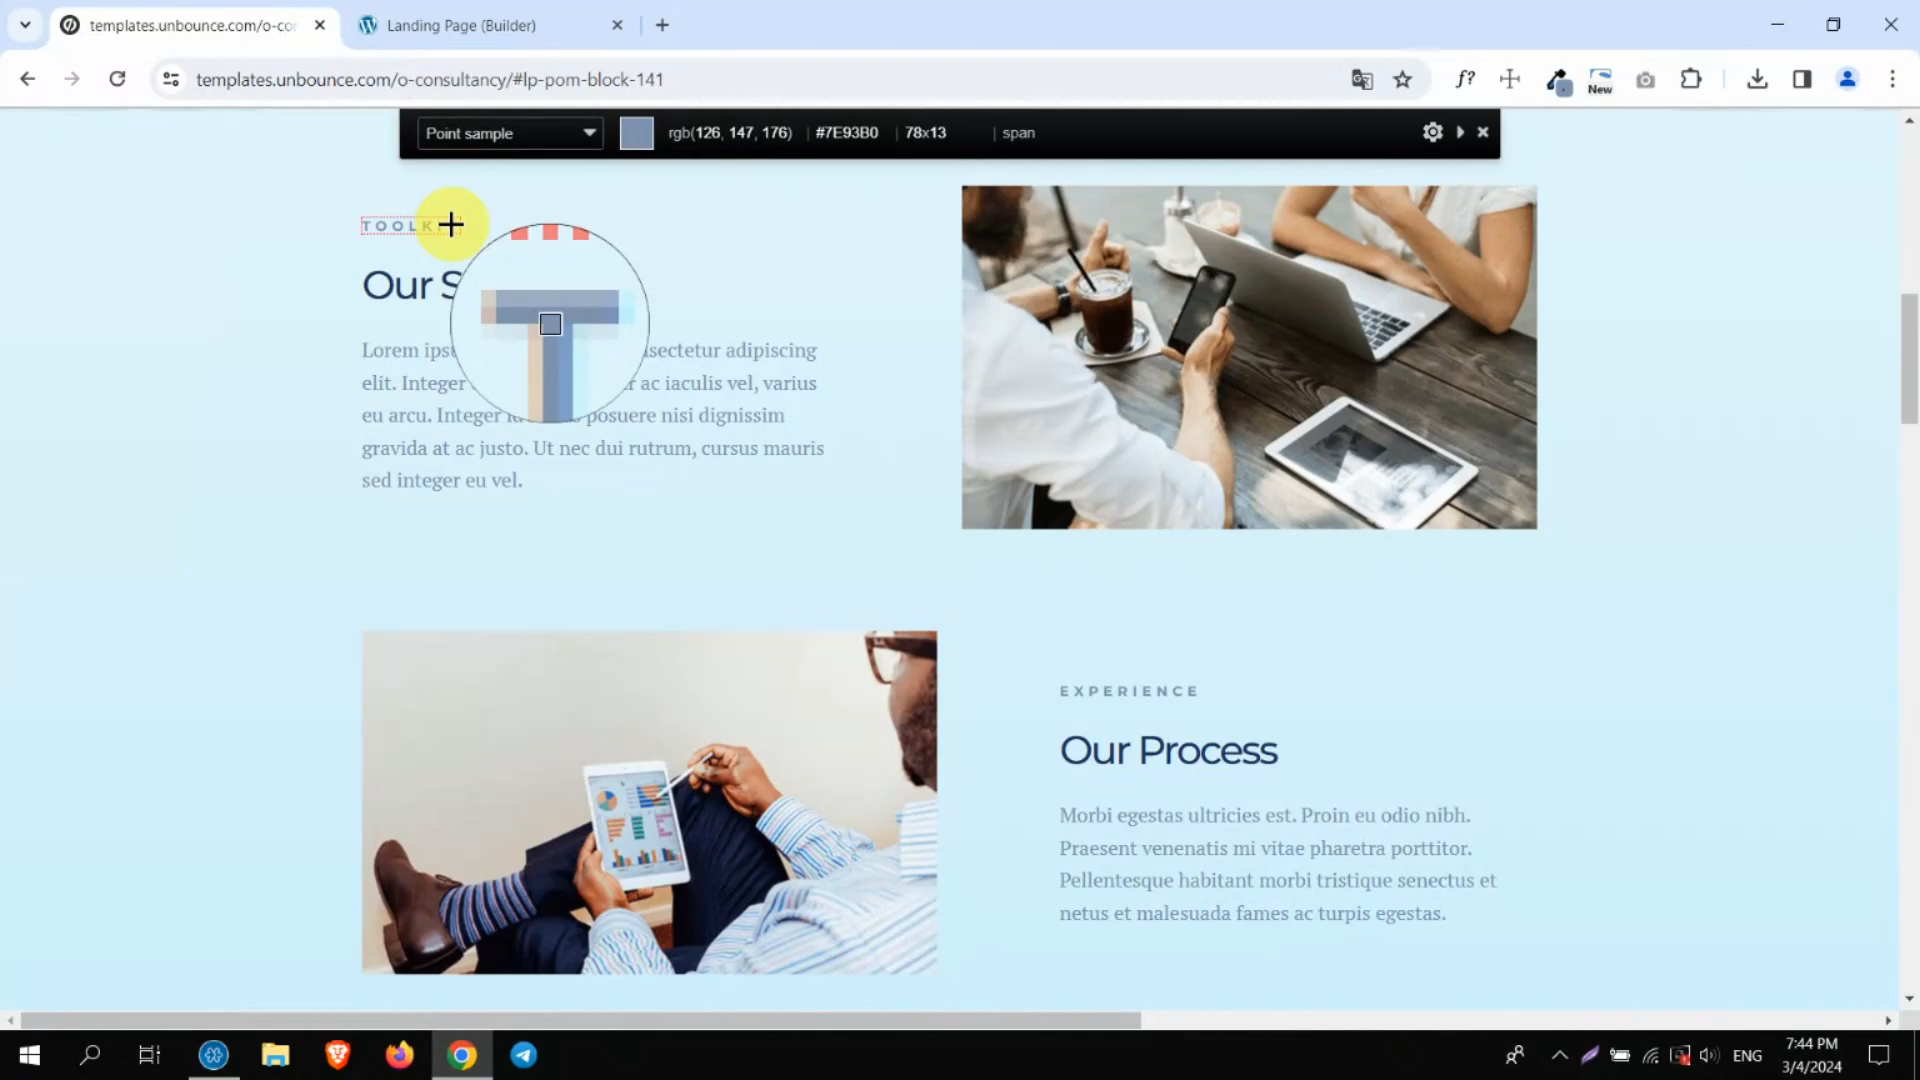 templates.unbounce.com/o-co
Landing Page (Builder)
templates.unbounce.com/o-consultancy/#lp-pom-block-141
f?
New
Point sample
rgb(126, 147, 176) | #7E93B0 | 78x13 | span
TOOLK
Our S
Lorem ips sectetur adipiscing
elit. Integer ac iaculis vel, varius
eu arcu. Integer posuere nisi dignissim
gravida at ac justo. Ut nec dui rutrum, cursus mauris
sed integer eu vel.
T
EXPERIENCE
Our Process
Morbi egestas ultricies est. Proin eu odio nibh.
Praesent venenatis mi vitae pharetra porttitor.
Pellentesque habitant morbi tristique senectus et
netus et malesuada fames ac turpis egestas.
ENG
7:44 PM
3/4/2024